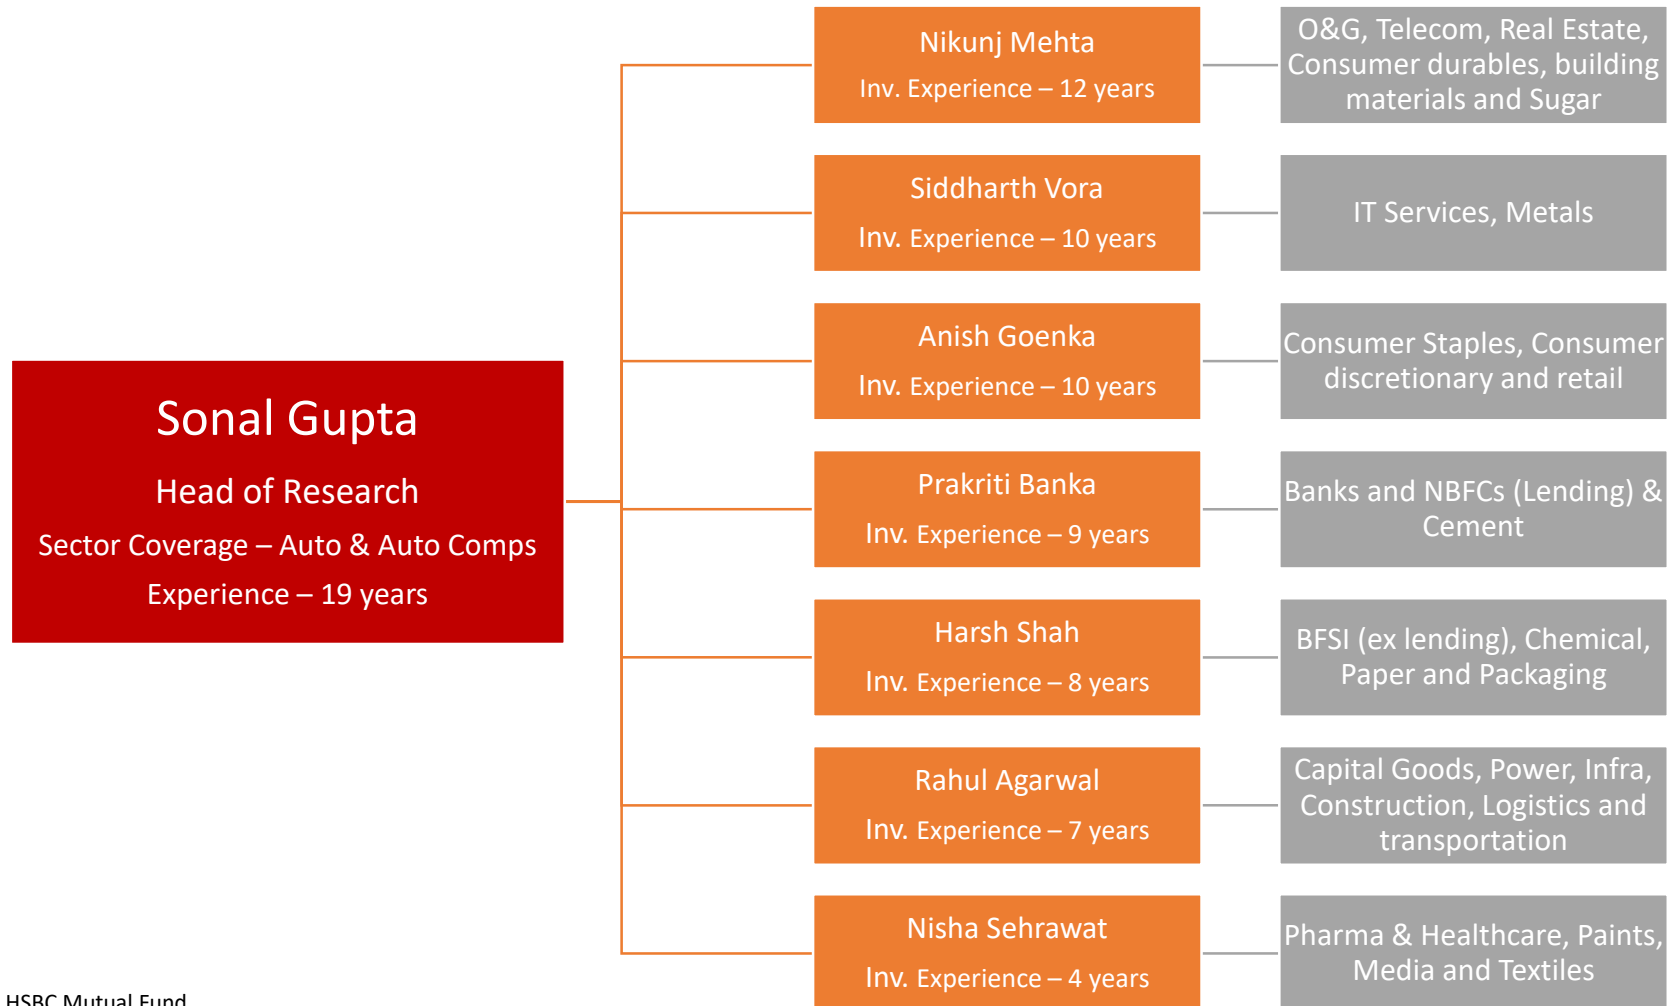 Sonal Gupta
Head of Research
Sector Coverage – Auto & Auto Comps
Experience – 19 years
Nikunj Mehta
Inv. Experience – 12 years
O&G, Telecom, Real Estate,
Consumer durables, building
materials and Sugar
Siddharth Vora
Inv. Experience – 10 years
IT Services, Metals
Anish Goenka
Inv. Experience – 10 years
Consumer Staples, Consumer
discretionary and retail
Prakriti Banka
Inv. Experience – 9 years
Banks and NBFCs (Lending) &
Cement
Harsh Shah
Inv. Experience – 8 years
BFSI (ex lending), Chemical,
Paper and Packaging
Rahul Agarwal
Inv. Experience – 7 years
Capital Goods, Power, Infra,
Construction, Logistics and
transportation
Nisha Sehrawat
Inv. Experience – 4 years
Pharma & Healthcare, Paints,
Media and Textiles
HSBC Mutual Fund